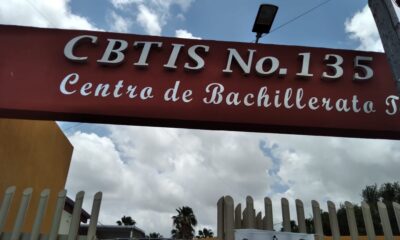 CBTIS No.135
Centro de Bachillerato T